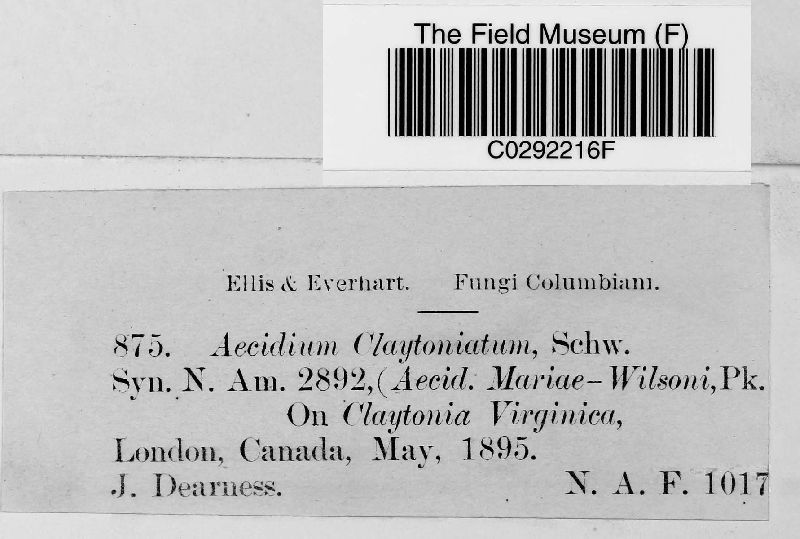 The Field Museum (F)
C0292216F
Ellis & Everhart. Fungi Columbiani.
875. Aecidium Claytoniatum, Schw.
Syn. N. Am. 2892, (Aecid. Mariae-Wilsoni, Pk.
On Claytonia Virginica,
London, Canada, May, 1895.
J. Dearness. N. A. F. 1017